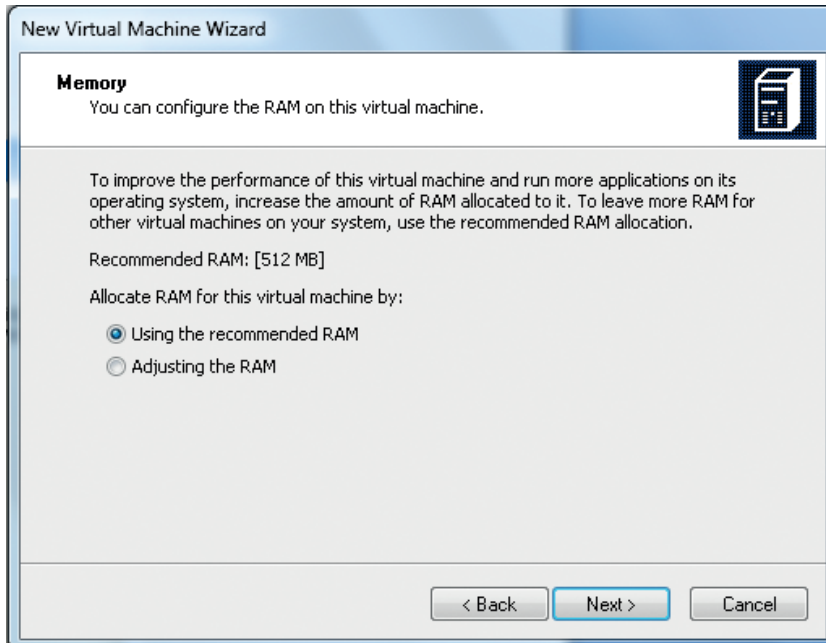 New Virtual Machine Wizard
Memory
You can configure the RAM on this virtual machine.
To improve the performance of this virtual machine and run more applications on its
operating system, increase the amount of RAM allocated to it. To leave more RAM for
other virtual machines on your system, use the recommended RAM allocation.
Recommended RAM: [512 MB]
Allocate RAM for this virtual machine by:
Using the recommended RAM
Adjusting the RAM
< Back Next > Cancel